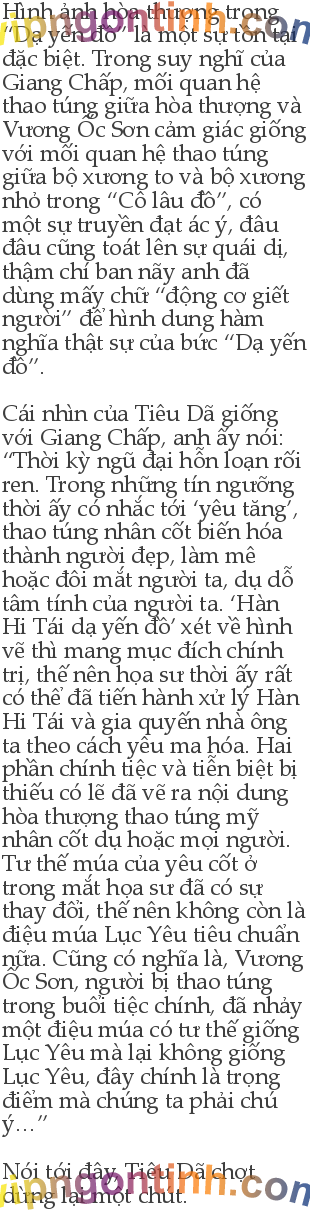 Hình ảnh hòa thượng trong
“Dạ yến đồ” là một sự tồn tại
đặc biệt. Trong suy nghĩ của
Giang Chấp, mối quan hệ
thao túng giữa hòa thượng và
Vương Ốc Sơn cảm giác giống
với mối quan hệ thao túng
giữa bộ xương to và bộ xương
nhỏ trong “Cô lâu đồ”, có
một sự truyền đạt ác ý, đâu
đâu cũng toát lên sự quái dị,
thậm chí ban nãy anh đã
dùng mấy chữ “động cơ giết
người” để hình dung hàm
nghĩa thật sự của bức “Dạ yến
đồ”.

Cái nhìn của Tiêu Dã giống
với Giang Chấp, anh ấy nói:
“Thời kỳ ngũ đại hỗn loạn rối
ren. Trong những tín ngưỡng
thời ấy có nhắc tới ‘yêu tăng’,
thao túng nhân cốt biến hóa
thành người đẹp, làm mê
hoặc đôi mắt người ta, dụ dỗ
tâm tính của người ta. ‘Hàn
Hi Tái dạ yến đồ’ xét về hình
vẽ thì mang mục đích chính
trị, thế nên họa sư thời ấy rất
có thể đã tiến hành xử lý Hàn
Hi Tái và gia quyến nhà ông
ta theo cách yêu ma hóa. Hai
phần chính tiệc và tiễn biệt bị
thiếu có lẽ đã vẽ ra nội dung
hòa thượng thao túng mỹ
nhân cốt dụ hoặc mọi người.
Tư thế múa của yêu cốt ở
trong mắt họa sư đã có sự
thay đổi, thế nên không còn là
điệu múa Lục Yêu tiêu chuẩn
nữa. Cũng có nghĩa là, Vương
Ốc Sơn, người bị thao túng
trong buổi tiệc chính, đã nhảy
một điệu múa có tư thế giống
Lục Yêu mà lại không giống
Lục Yêu, đây chính là trọng
điểm mà chúng ta phải chú
ý…”

Nói tới đây, Tiêu Dã chợt
dừng lại một chút.
vipngontinh.com
vipngontinh.com